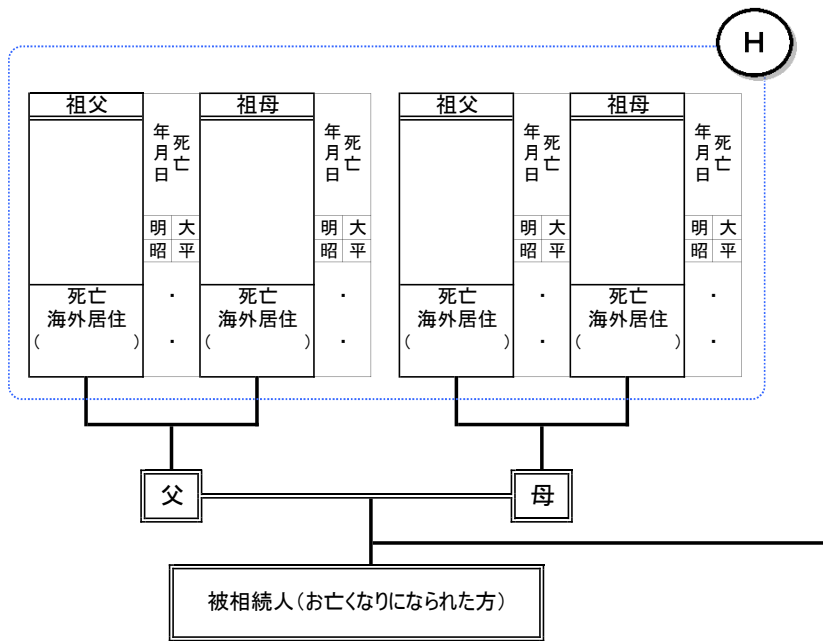 H
祖父
死亡
年月日
明 大
昭 平
・
・
死亡
海外居住
( )
祖母
死亡
年月日
明 大
昭 平
・
・
死亡
海外居住
( )
祖父
死亡
年月日
明 大
昭 平
・
・
死亡
海外居住
( )
祖母
死亡
年月日
明 大
昭 平
・
・
死亡
海外居住
( )
父
母
被相続人(お亡くなりになられた方)